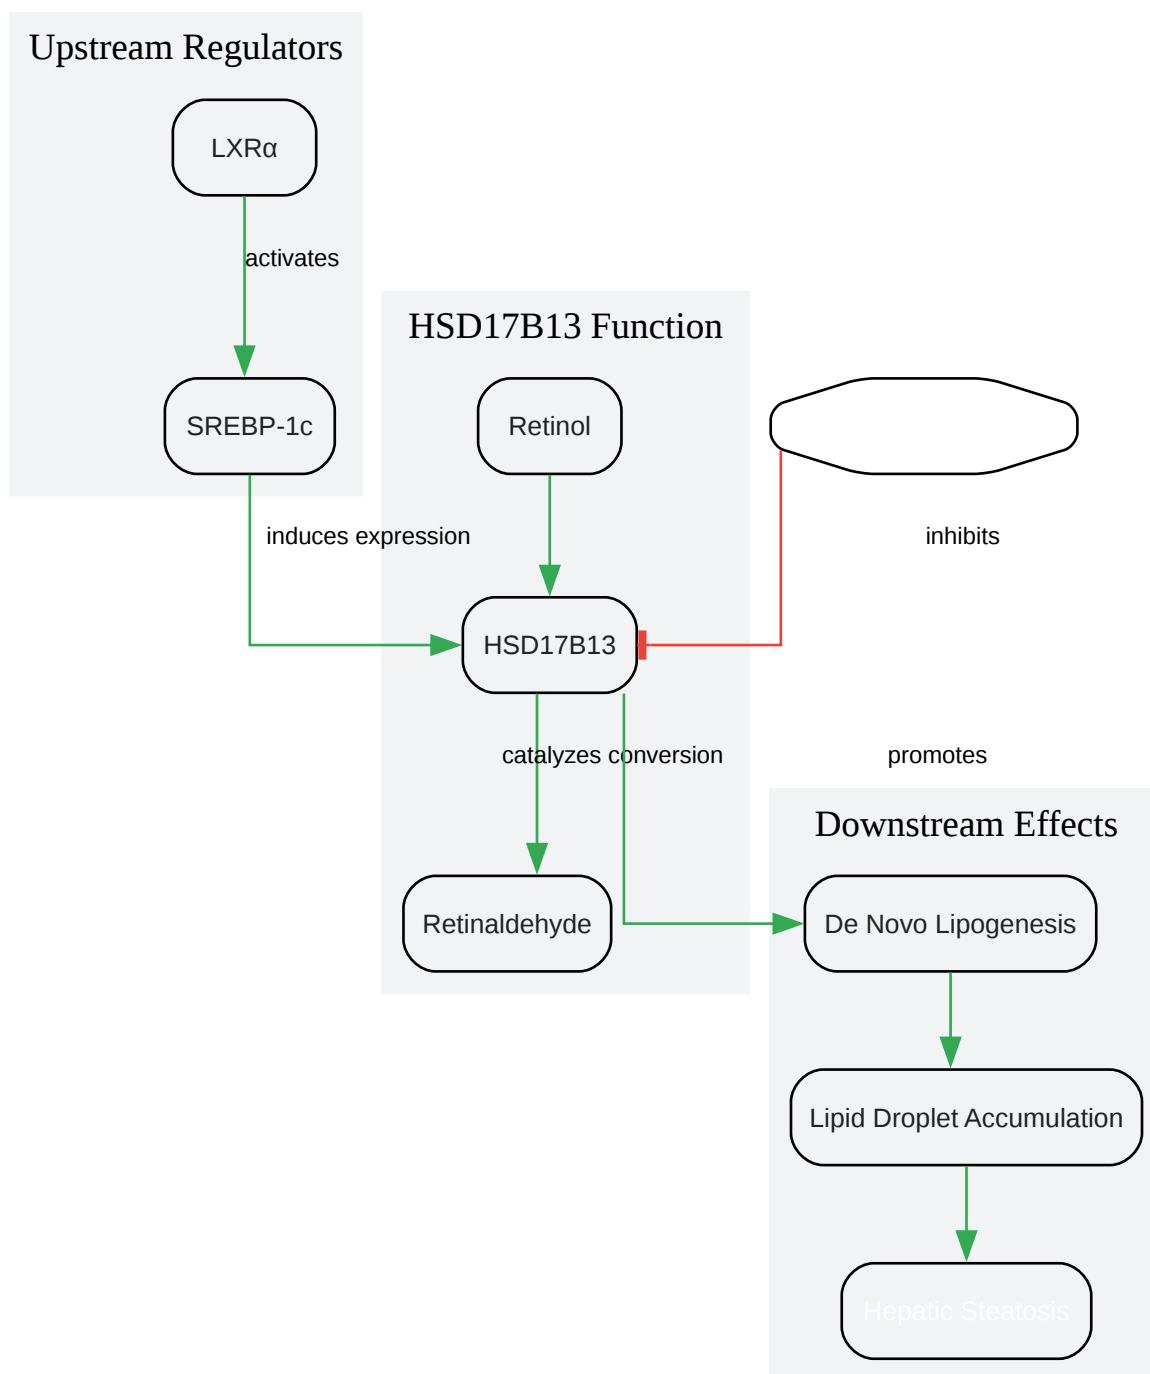 Upstream Regulators
LXRα
activates
SREBP-1c
induces expression
HSD17B13 Function
Retinol
HSD17B13
inhibits
catalyzes conversion
promotes
Retinaldehyde
Downstream Effects
De Novo Lipogenesis
Lipid Droplet Accumulation
Hepatic Steatosis